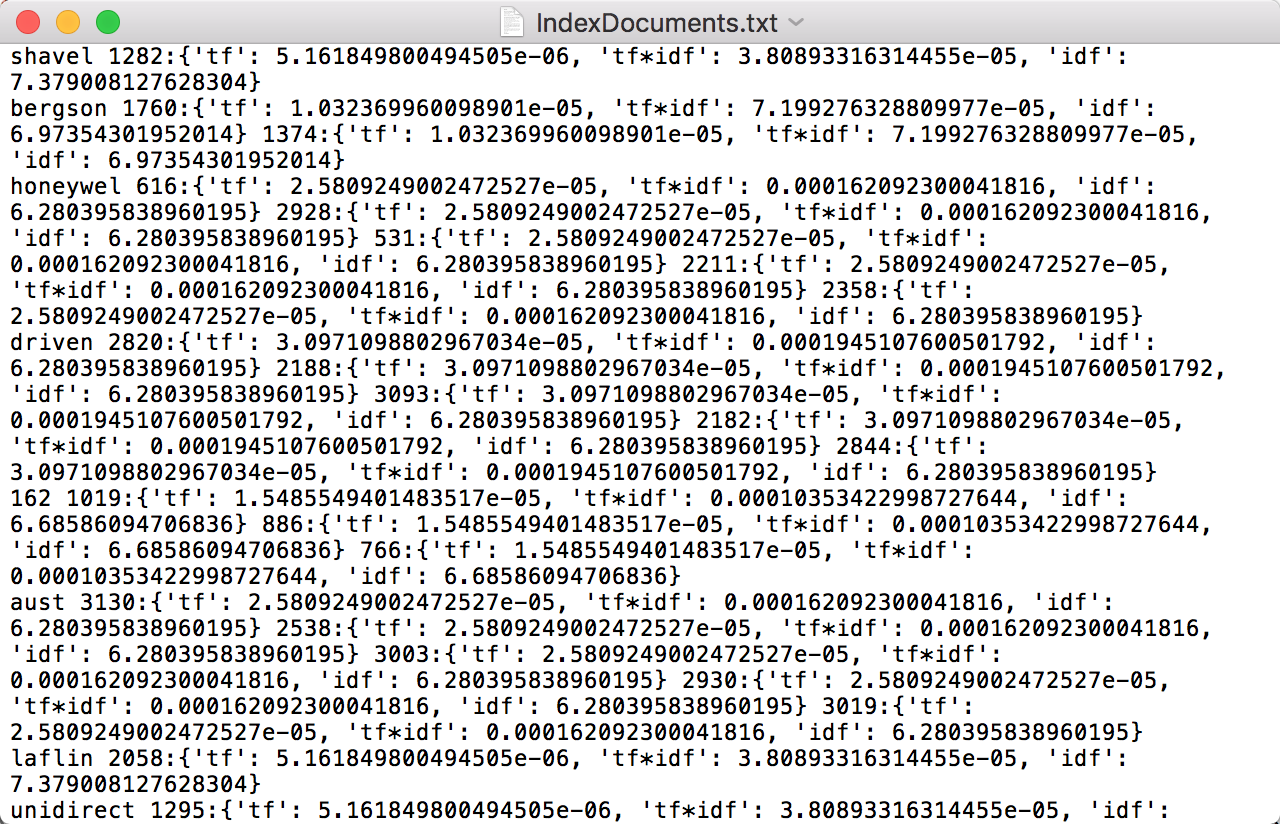 IndexDocuments.txt
shavel 1282:{'tf': 5.161849800494505e-06, 'tf*idf': 3.80893316314455e-05, 'idf':
7.379008127628304}
bergson 1760:{'tf': 1.032369960098901e-05, 'tf*idf': 7.199276328809977e-05, 'idf':
6.97354301952014} 1374:{'tf': 1.032369960098901e-05, 'tf*idf': 7.199276328809977e-05,
'idf': 6.97354301952014}
honeywel 616:{'tf': 2.5809249002472527e-05, 'tf*idf': 0.000162092300041816, 'idf':
6.280395838960195} 2928:{'tf': 2.5809249002472527e-05, 'tf*idf': 0.000162092300041816,
'idf': 6.280395838960195} 531:{'tf': 2.5809249002472527e-05, 'tf*idf':
0.000162092300041816, 'idf': 6.280395838960195} 2211:{'tf': 2.5809249002472527e-05,
'tf*idf': 0.000162092300041816, 'idf': 6.280395838960195} 2358:{'tf':
2.5809249002472527e-05, 'tf*idf': 0.000162092300041816, 'idf': 6.280395838960195}
driven 2820:{'tf': 3.0971098802967034e-05, 'tf*idf': 0.0001945107600501792, 'idf':
6.280395838960195} 2188:{'tf': 3.0971098802967034e-05, 'tf*idf': 0.0001945107600501792,
'idf': 6.280395838960195} 3093:{'tf': 3.0971098802967034e-05, 'tf*idf':
0.0001945107600501792, 'idf': 6.280395838960195} 2182:{'tf': 3.0971098802967034e-05,
'tf*idf': 0.0001945107600501792, 'idf': 6.280395838960195} 2844:{'tf':
3.0971098802967034e-05, 'tf*idf': 0.0001945107600501792, 'idf': 6.280395838960195}
162 1019:{'tf': 1.5485549401483517e-05, 'tf*idf': 0.00010353422998727644, 'idf':
6.68586094706836} 886:{'tf': 1.5485549401483517e-05, 'tf*idf': 0.00010353422998727644,
'idf': 6.68586094706836} 766:{'tf': 1.5485549401483517e-05, 'tf*idf':
0.00010353422998727644, 'idf': 6.68586094706836}
aust 3130:{'tf': 2.5809249002472527e-05, 'tf*idf': 0.000162092300041816, 'idf':
6.280395838960195} 2538:{'tf': 2.5809249002472527e-05, 'tf*idf': 0.000162092300041816,
'idf': 6.280395838960195} 3003:{'tf': 2.5809249002472527e-05, 'tf*idf':
0.000162092300041816, 'idf': 6.280395838960195} 2930:{'tf': 2.5809249002472527e-05,
'tf*idf': 0.000162092300041816, 'idf': 6.280395838960195} 3019:{'tf':
2.5809249002472527e-05, 'tf*idf': 0.000162092300041816, 'idf': 6.280395838960195}
laflin 2058:{'tf': 5.161849800494505e-06, 'tf*idf': 3.80893316314455e-05, 'idf':
7.379008127628304}
unidirect 1295:{'tf': 5.161849800494505e-06, 'tf*idf': 3.80893316314455e-05, 'idf':